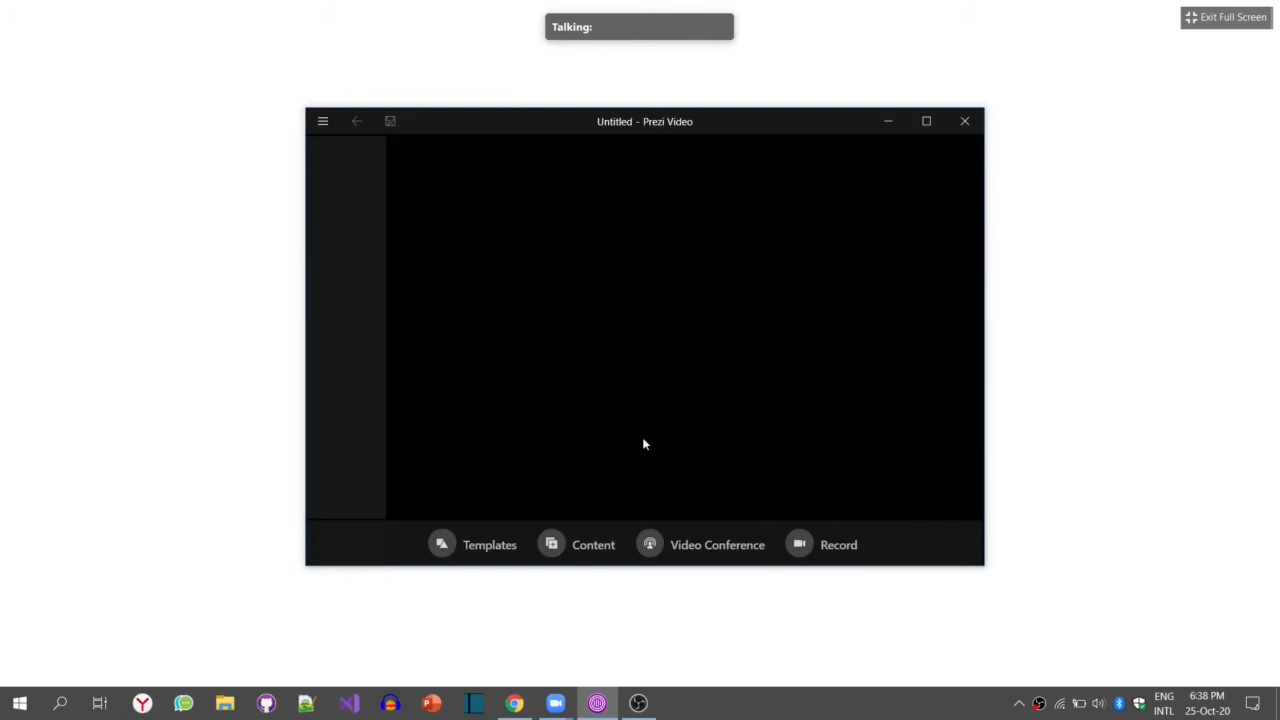 Talking:
Exit Full Screen
Untitled - Prezi Video
Templates
Content
Video Conference
Record
ENG
INTL
6:38 PM
25-Oct-20